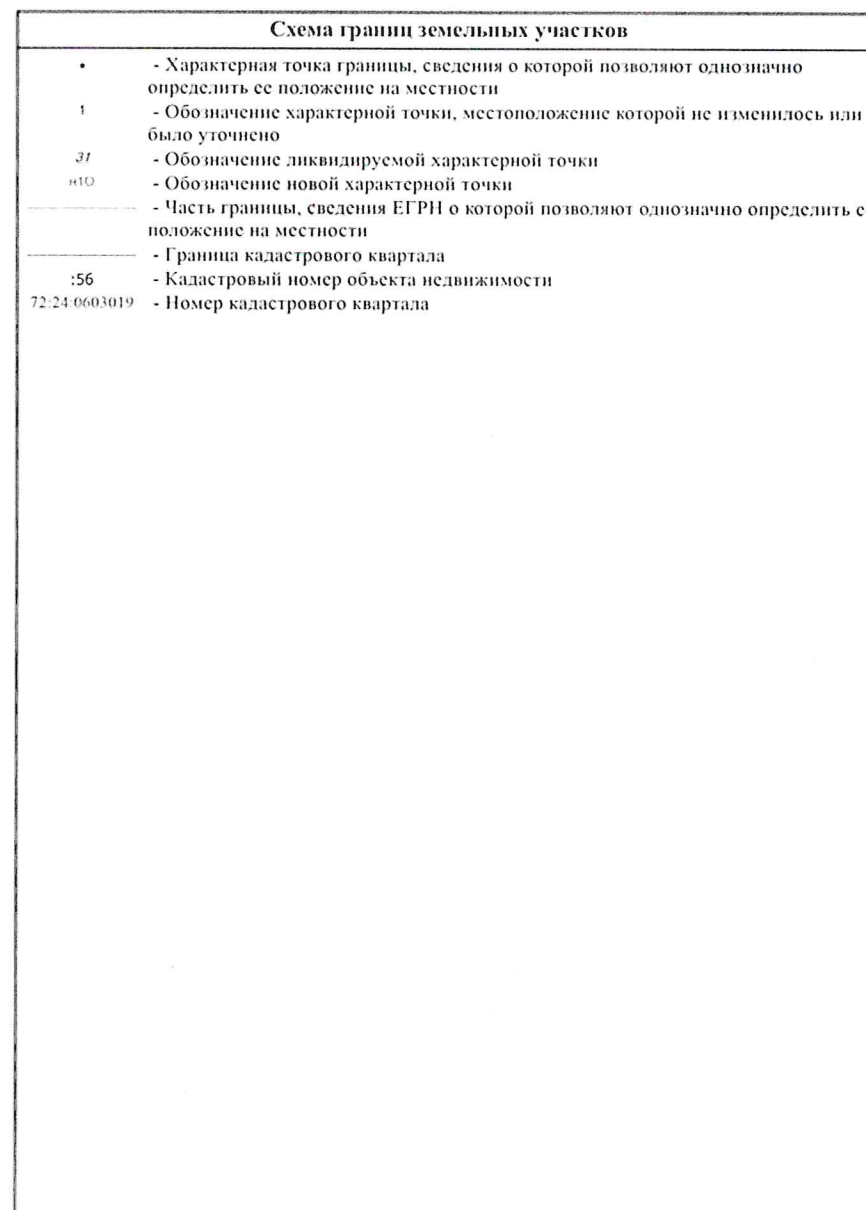 Схема границ земельных участков
• - Характерная точка границы, сведения о которой позволяют однозначно
определить ее положение на местности
1 - Обозначение характерной точки, местоположение которой не изменилось или
было уточнено
31 - Обозначение ликвидируемой характерной точки
н1О - Обозначение новой характерной точки
- Часть границы, сведения ЕГРН о которой позволяют однозначно определить е
положение на местности
- Граница кадастрового квартала
:56 - Кадастровый номер объекта недвижимости
72:24:0603019 - Номер кадастрового квартала